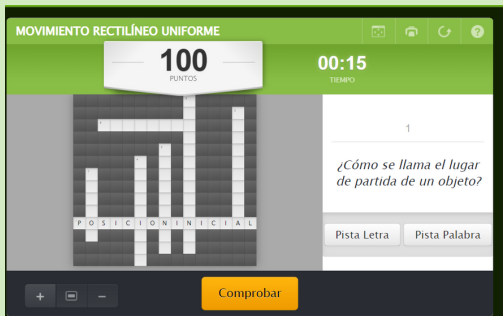 MOVIMIENTO RECTILÍNEO UNIFORME
100
PUNTOS
00:15
TIEMPO
1
¿Cómo se llama el lugar
de partida de un objeto?
POSICIONINICIAL
Pista Letra
Pista Palabra
Comprobar